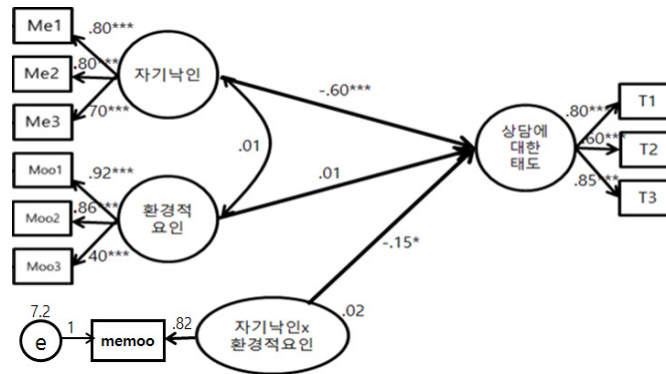 Me1
.80***
Me2
.80***
Me3
.70***
자기낙인
-.60***
.01
Moo1
.92***
Moo2
.86***
Moo3
.40***
환경적
요인
.01
상담에
대한
태도
.80***
T1
.60***
T2
.85***
T3
-.15*
7.2
e
1
memoo
.82
자기낙인x
환경적요인
.02